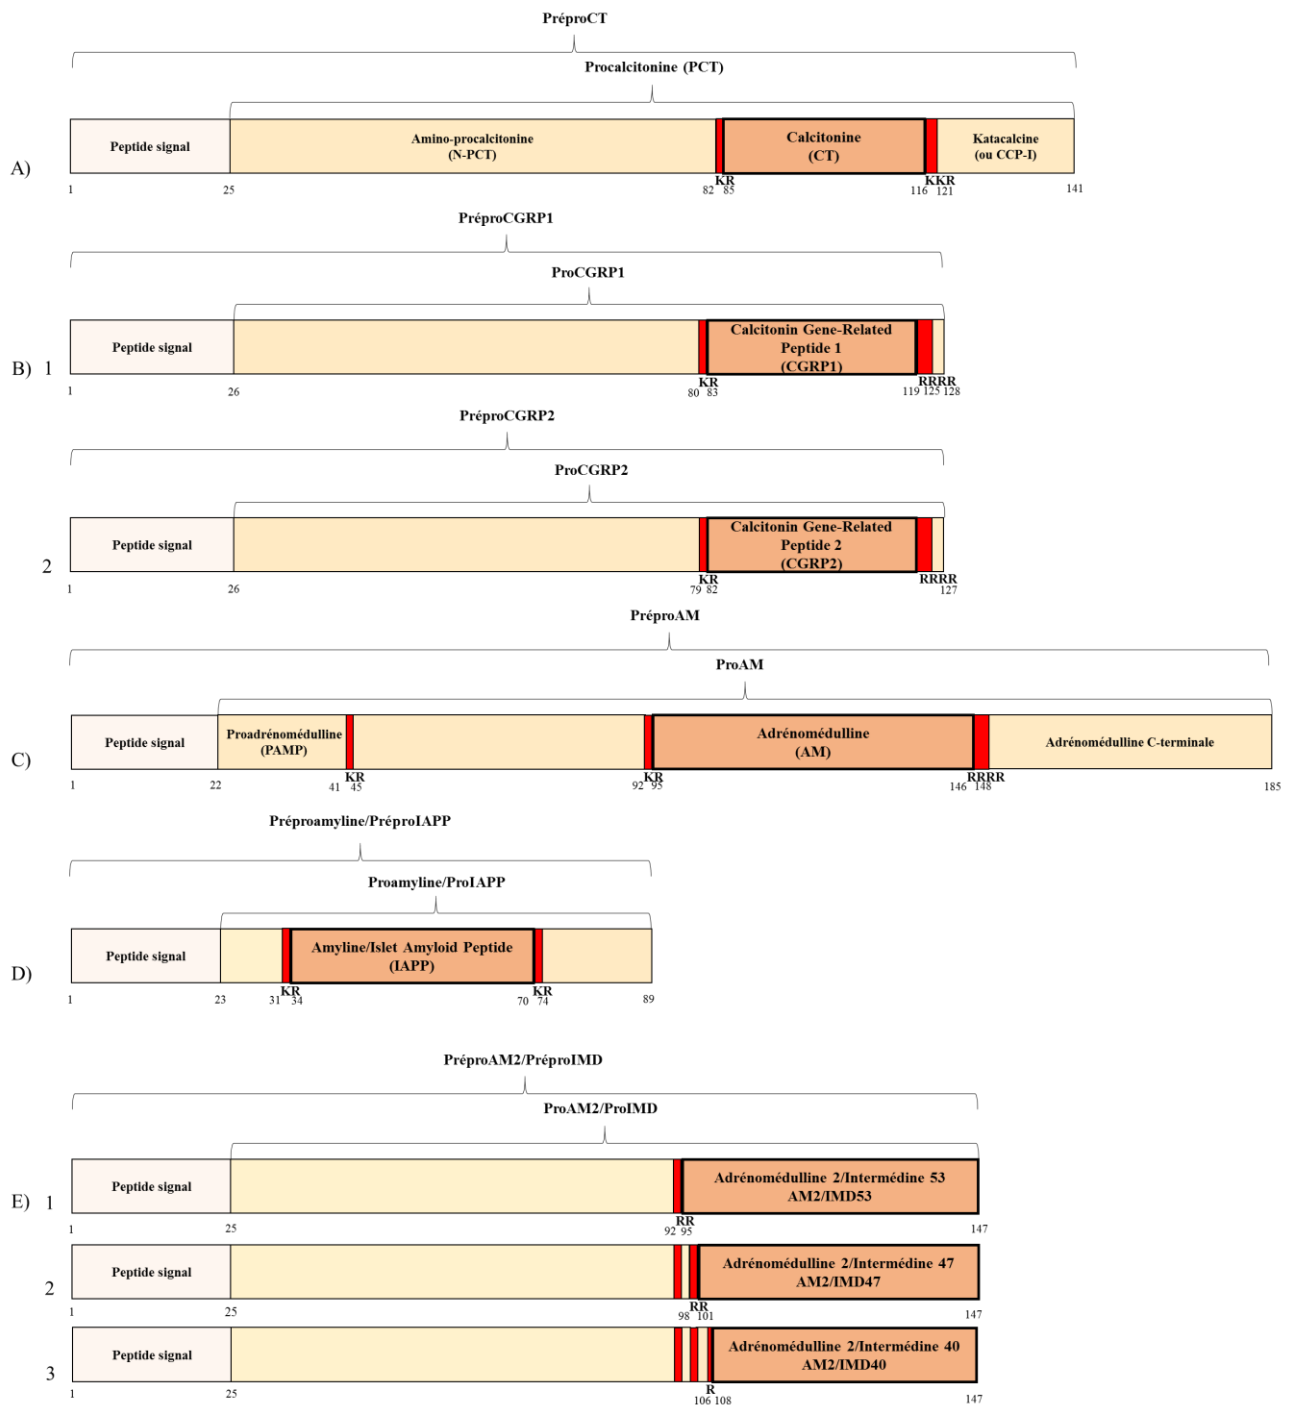 PréproCT
Procalcitonine (PCT)
A)
Peptide signal
Amino-procalcitonine
(N-PCT)
Calcitonine
(CT)
Katacalcine
(ou CCP-I)
KR
KKR
1
25
82
85
116
121
141
PréproCGRP1
ProCGRP1
B) 1
Peptide signal
Calcitonin Gene-Related
Peptide 1
(CGRP1)
KR
RRRR
1
26
80
83
119
125
128
PréproCGRP2
ProCGRP2
2
Peptide signal
Calcitonin Gene-Related
Peptide 2
(CGRP2)
KR
RRRR
1
26
79
82
127
PréproAM
ProAM
C)
Peptide signal
Proadrénomédulline
(PAMP)
Adrénomédulline
(AM)
Adrénomédulline C-terminale
KR
KR
RRRR
1
22
41
45
92
95
146
148
185
Préproamyline/PréproIAPP
Proamyline/ProIAPP
D)
Peptide signal
Amyline/Islet Amyloid Peptide
(IAPP)
KR
KR
1
23
31
34
70
74
89
PréproAM2/PréproIMD
ProAM2/ProIMD
E) 1
Peptide signal
Adrénomédulline 2/Intermédine 53
AM2/IMD53
RR
1
25
92
95
147
2
Peptide signal
Adrénomédulline 2/Intermédine 47
AM2/IMD47
RR
1
25
98
101
147
3
Peptide signal
Adrénomédulline 2/Intermédine 40
AM2/IMD40
R
1
25
106
108
147